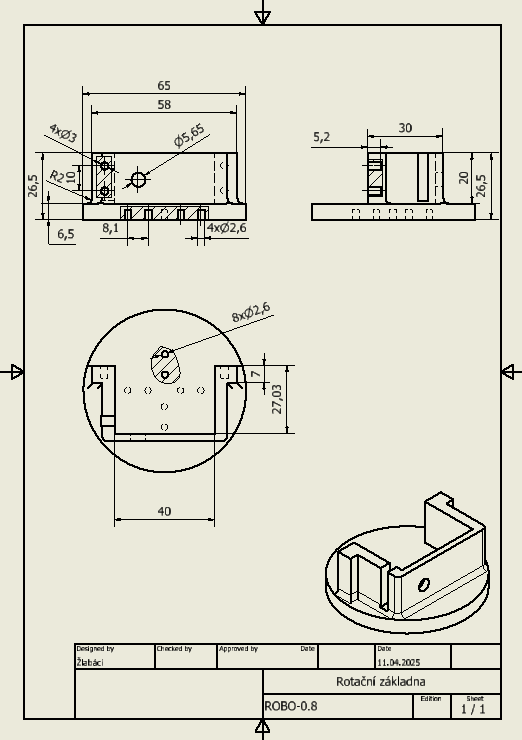 65
58
4xØ3
Ø5,65
R2
10
26,5
6,5
8,1
4xØ2,6
30
5,2
20
26,5
8xØ2,6
7
27,03
40
Designed by
Checked by
Approved by
Date
Date
Žlabáci
11.04.2025
Rotační základna
ROBO-0.8
Edition
Sheet
1 / 1